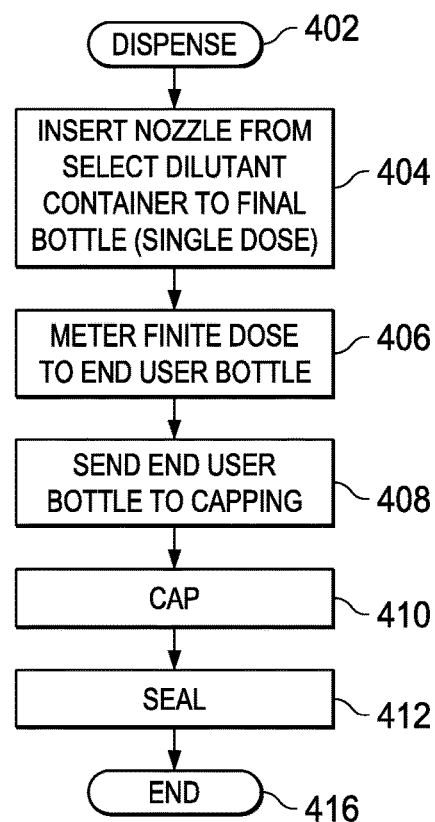 DISPENSE
402
INSERT NOZZLE FROM
SELECT DILUTANT
CONTAINER TO FINAL
BOTTLE (SINGLE DOSE)
404
METER FINITE DOSE
TO END USER BOTTLE
406
SEND END USER
BOTTLE TO CAPPING
408
CAP
410
SEAL
412
END
416